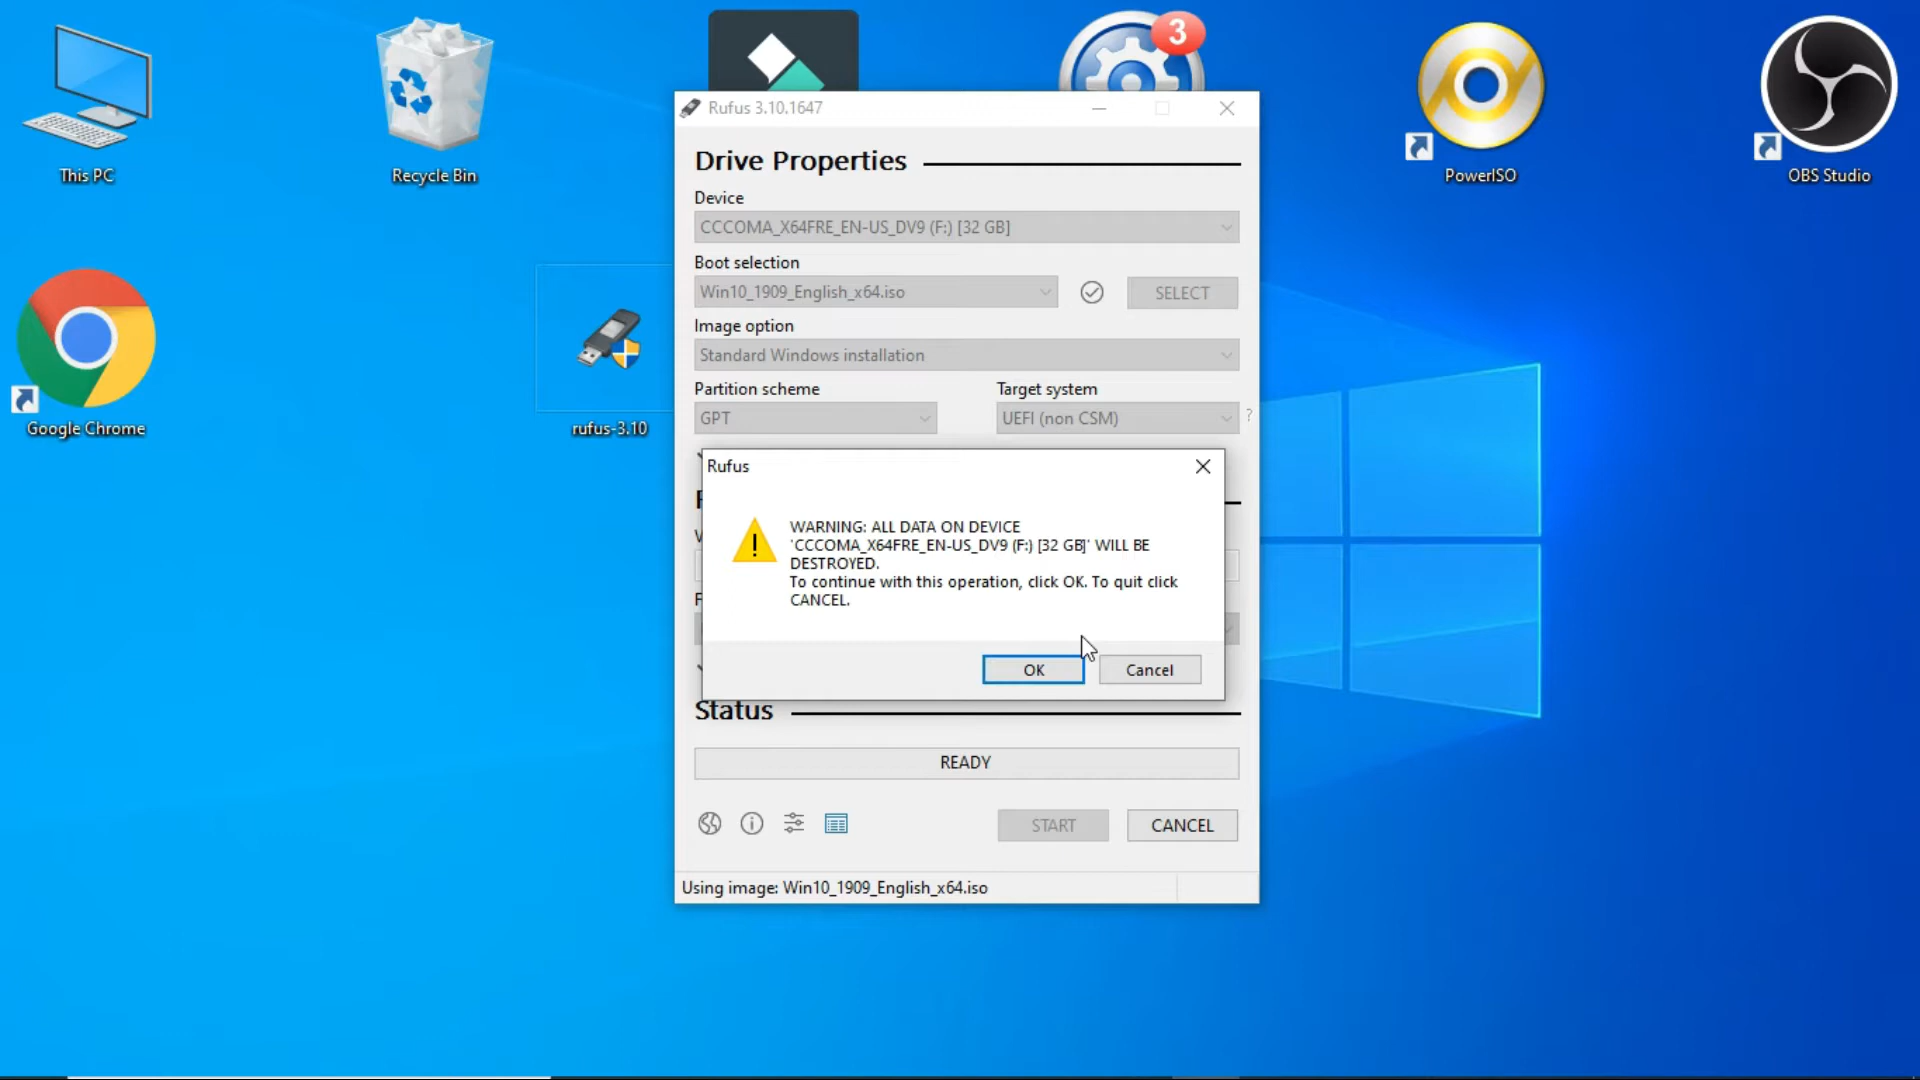 This PC
Recycle Bin
3
PowerISO
OBS Studio
Google Chrome
rufus-3.10
Rufus 3.10.1647
Drive Properties
Device
CCCOMA_X64FRE_EN-US_DV9 (F:) [32 GB]
Boot selection
Win10_1909_English_x64.iso
SELECT
Image option
Standard Windows installation
Partition scheme
Target system
GPT
UEFI (non CSM)
?
Rufus
WARNING: ALL DATA ON DEVICE
'CCCOMA_X64FRE_EN-US_DV9 (F:) [32 GB]' WILL BE
DESTROYED.
To continue with this operation, click OK. To quit click
CANCEL.
OK
Cancel
Status
READY
START
CANCEL
Using image: Win10_1909_English_x64.iso